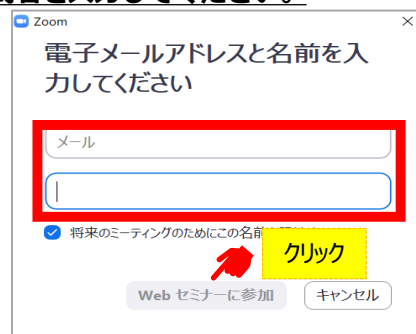 Zoom
電子メールアドレスと名前を入
力してください
メール
将来のミーティングのためにこの名前
クリック
Web セミナーに参加
キャンセル